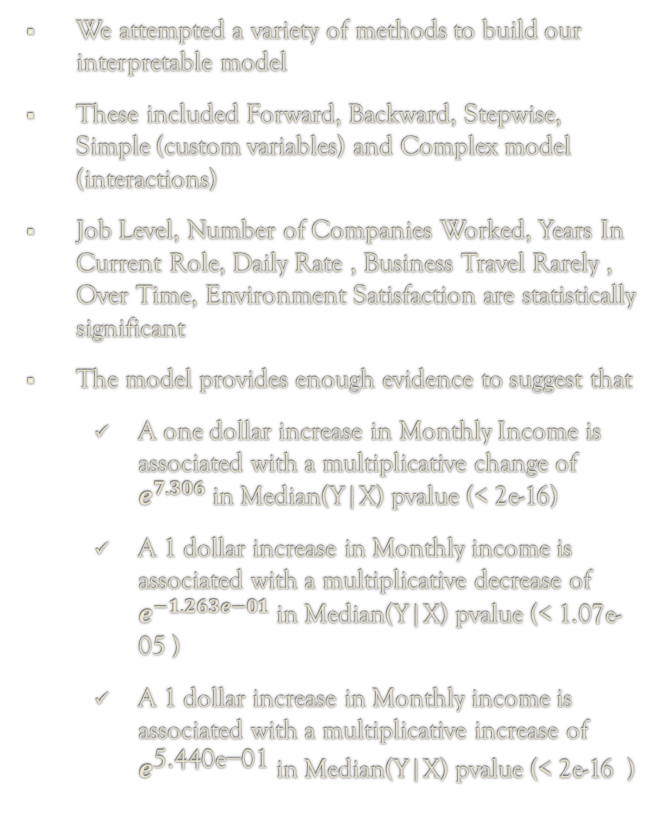 ▫ We attempted a variety of methods to build our
interpretable model
▫ These included Forward, Backward, Stepwise,
Simple (custom variables) and Complex model
(interactions)
▫ Job Level, Number of Companies Worked, Years In
Current Role, Daily Rate , Business Travel Rarely ,
Over Time, Environment Satisfaction are statistically
significant
▫ The model provides enough evidence to suggest that
✓ A one dollar increase in Monthly Income is
associated with a multiplicative change of
e^7.306 in Median(Y|X) pvalue (< 2e-16)
✓ A 1 dollar increase in Monthly income is
associated with a multiplicative decrease of
e^−1.263e−01 in Median(Y|X) pvalue (< 1.07e-
05 )
✓ A 1 dollar increase in Monthly income is
associated with a multiplicative increase of
e^5.440e−01 in Median(Y|X) pvalue (< 2e-16 )